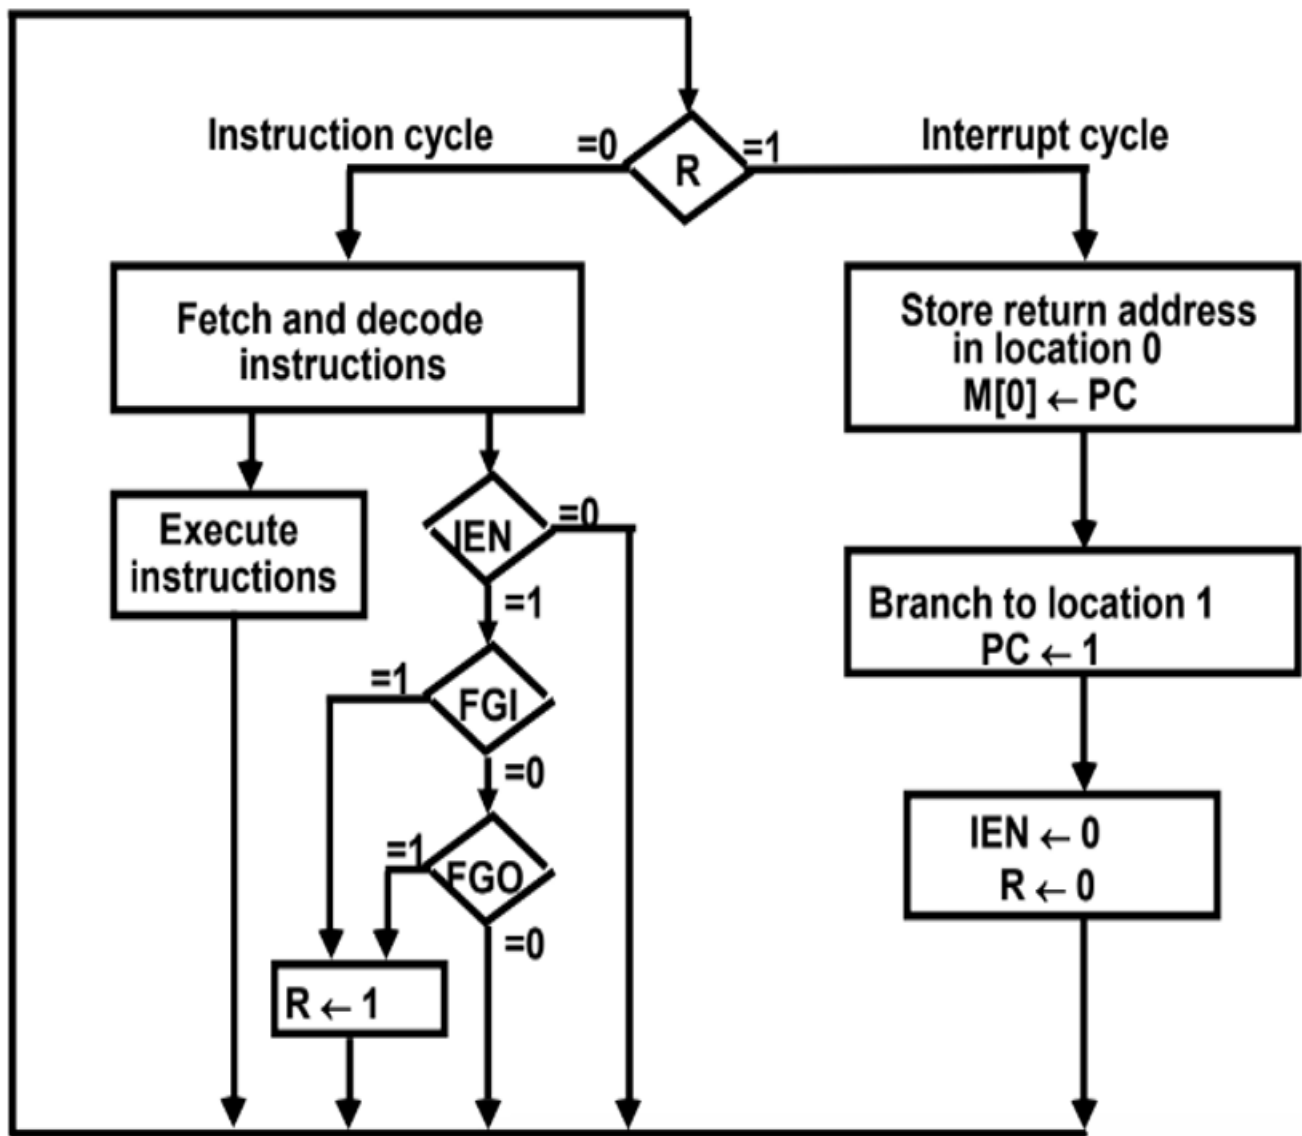 Instruction cycle
=0
R
=1
Interrupt cycle
Fetch and decode
instructions
Store return address
in location 0
M[0] ← PC
Execute
instructions
IEN
=0
=1
Branch to location 1
PC ← 1
=1
FGI
=0
=1
FGO
=0
IEN ← 0
R ← 0
R ← 1